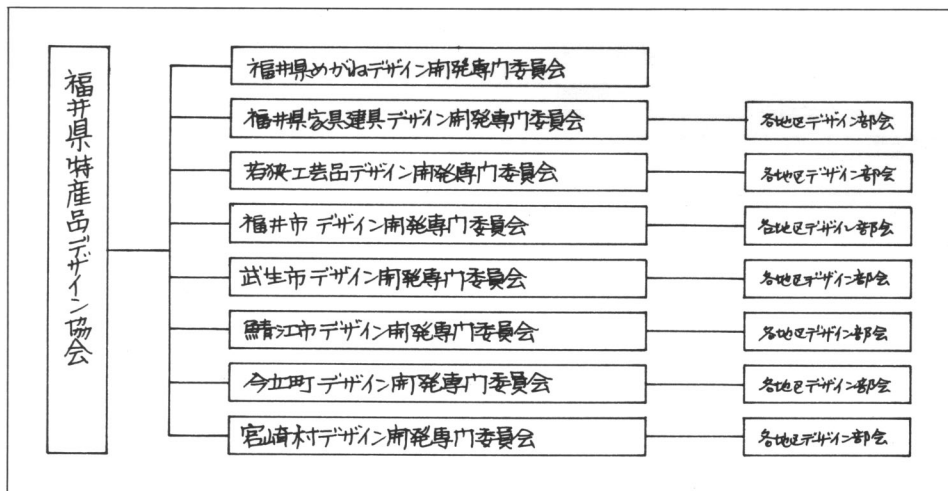 福井県特産品デザイン協会
福井県めがねデザイン開発専門委員会
福井県家具建具デザイン開発専門委員会
各地区デザイン部会
若狭工芸品デザイン開発専門委員会
各地区デザイン部会
福井市デザイン開発専門委員会
各地区デザイン部会
武生市デザイン開発専門委員会
各地区デザイン部会
鯖江市デザイン開発専門委員会
各地区デザイン部会
今立町デザイン開発専門委員会
各地区デザイン部会
宮崎村デザイン開発専門委員会
各地区デザイン部会